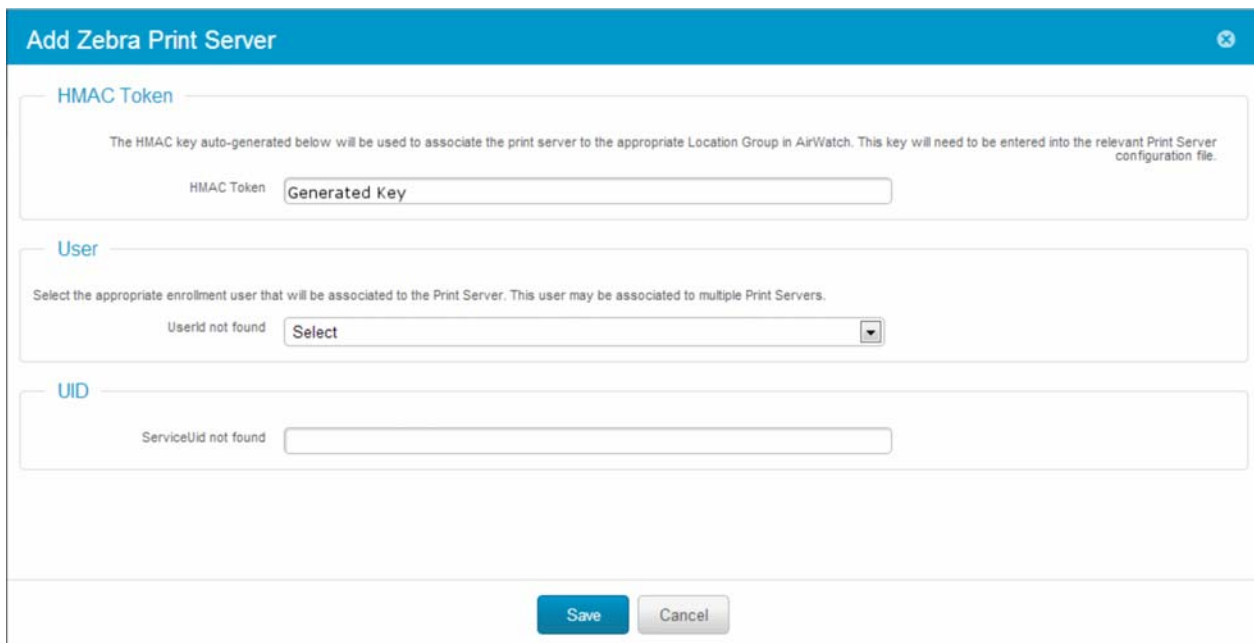 Add Zebra Print Server
HMAC Token
The HMAC key auto-generated below will be used to associate the print server to the appropriate Location Group in AirWatch. This key will need to be entered into the relevant Print Server
configuration file.
HMAC Token
Generated Key
User
Select the appropriate enrollment user that will be associated to the Print Server. This user may be associated to multiple Print Servers.
UserId not found
Select
UID
ServiceUid not found
Save
Cancel